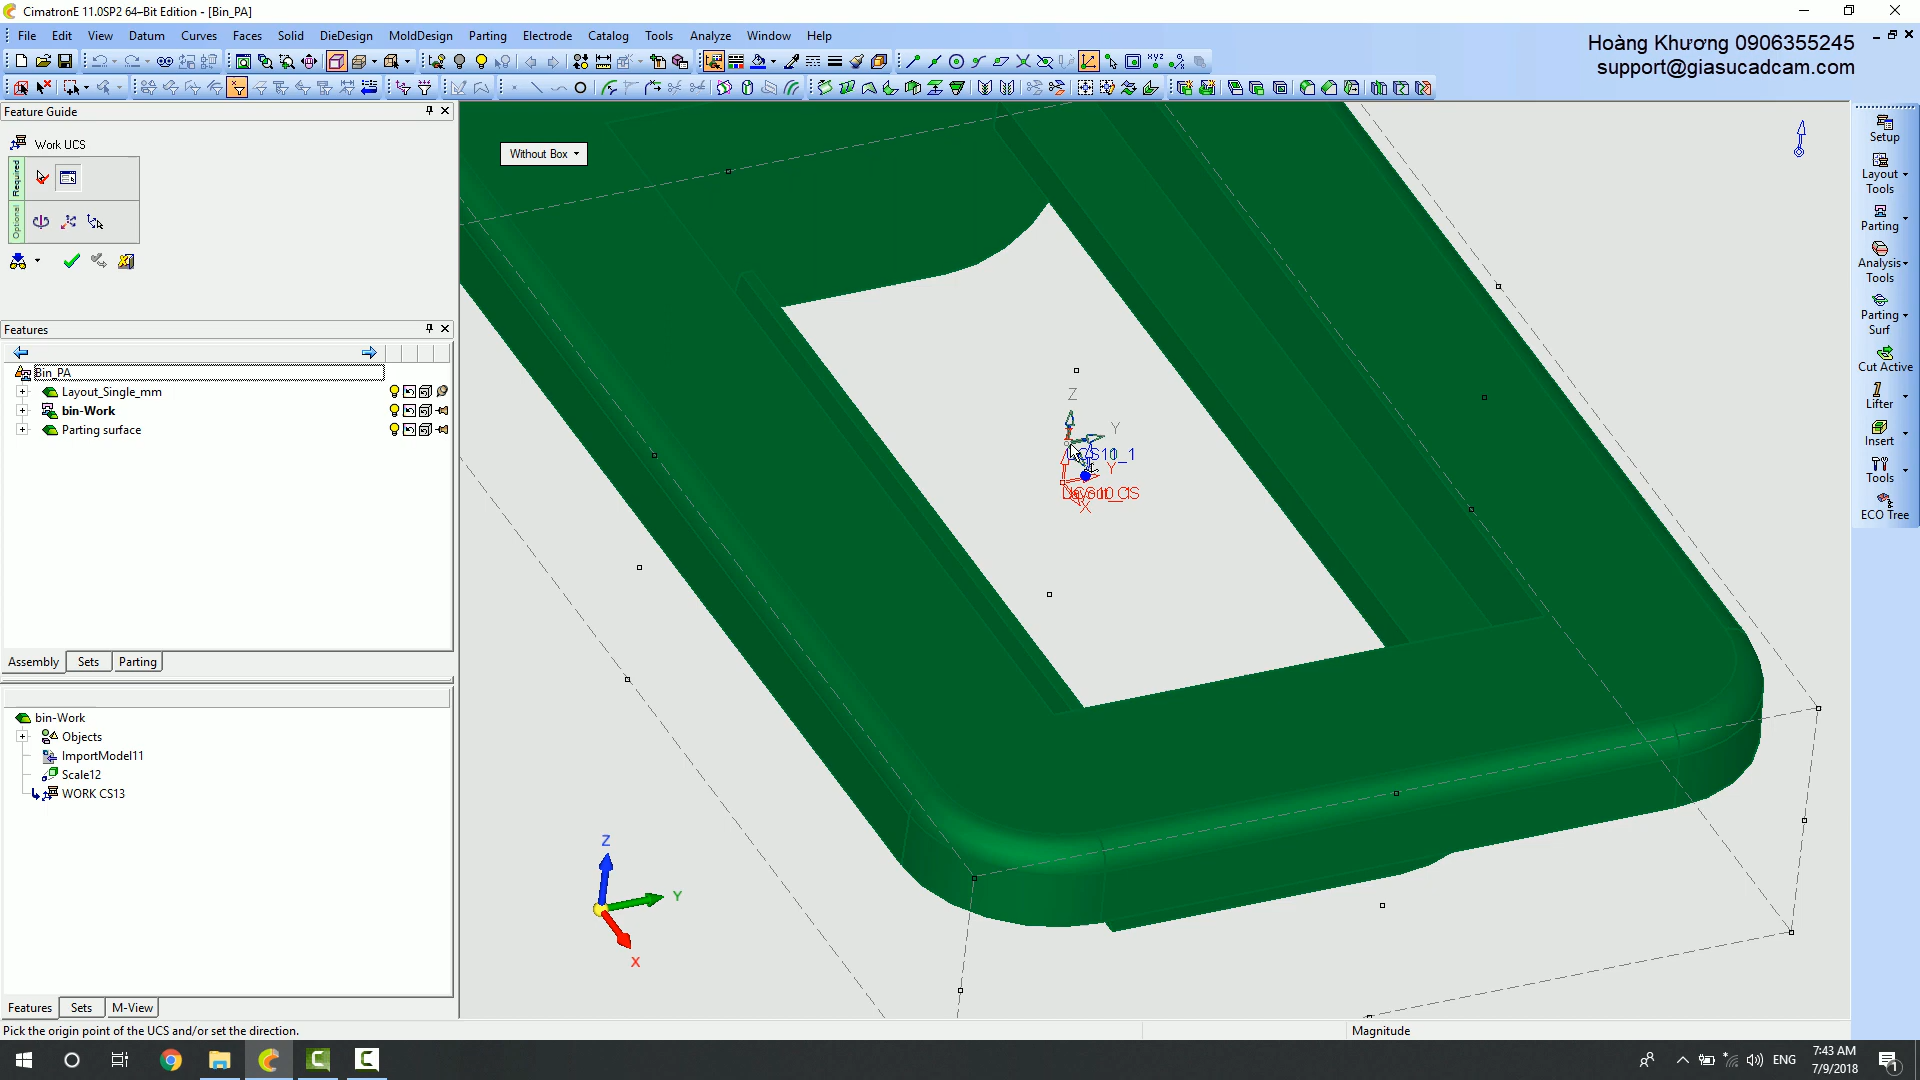 CimatronE 11.0SP2 64-Bit Edition - [Bin_PA]
File Edit View Datum Curves Faces Solid DieDesign MoldDesign Parting Electrode Catalog Tools Analyze Window Help
Hoàng Khương 0906355245
support@giasucadcam.com
Feature Guide
Work UCS
Required
Optional
Without Box
Features
Bin_PA
Layout_Single_mm
bin-Work
Parting surface
Assembly Sets Parting
bin-Work
Objects
ImportModel11
Scale12
WORK CS13
Features Sets M-View
Z
Y
UCS10_1
Y
X
Z
Y
X
Setup
Layout Tools
Parting
Analysis Tools
Parting Surf
Cut Active
Lifter
Insert
Tools
ECO Tree
Pick the origin point of the UCS and/or set the direction.
Magnitude
ENG
7:43 AM
7/9/2018
1